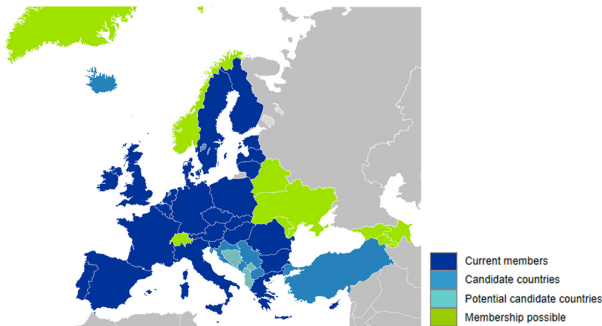 Current members
Candidate countries
Potential candidate countries
Membership possible